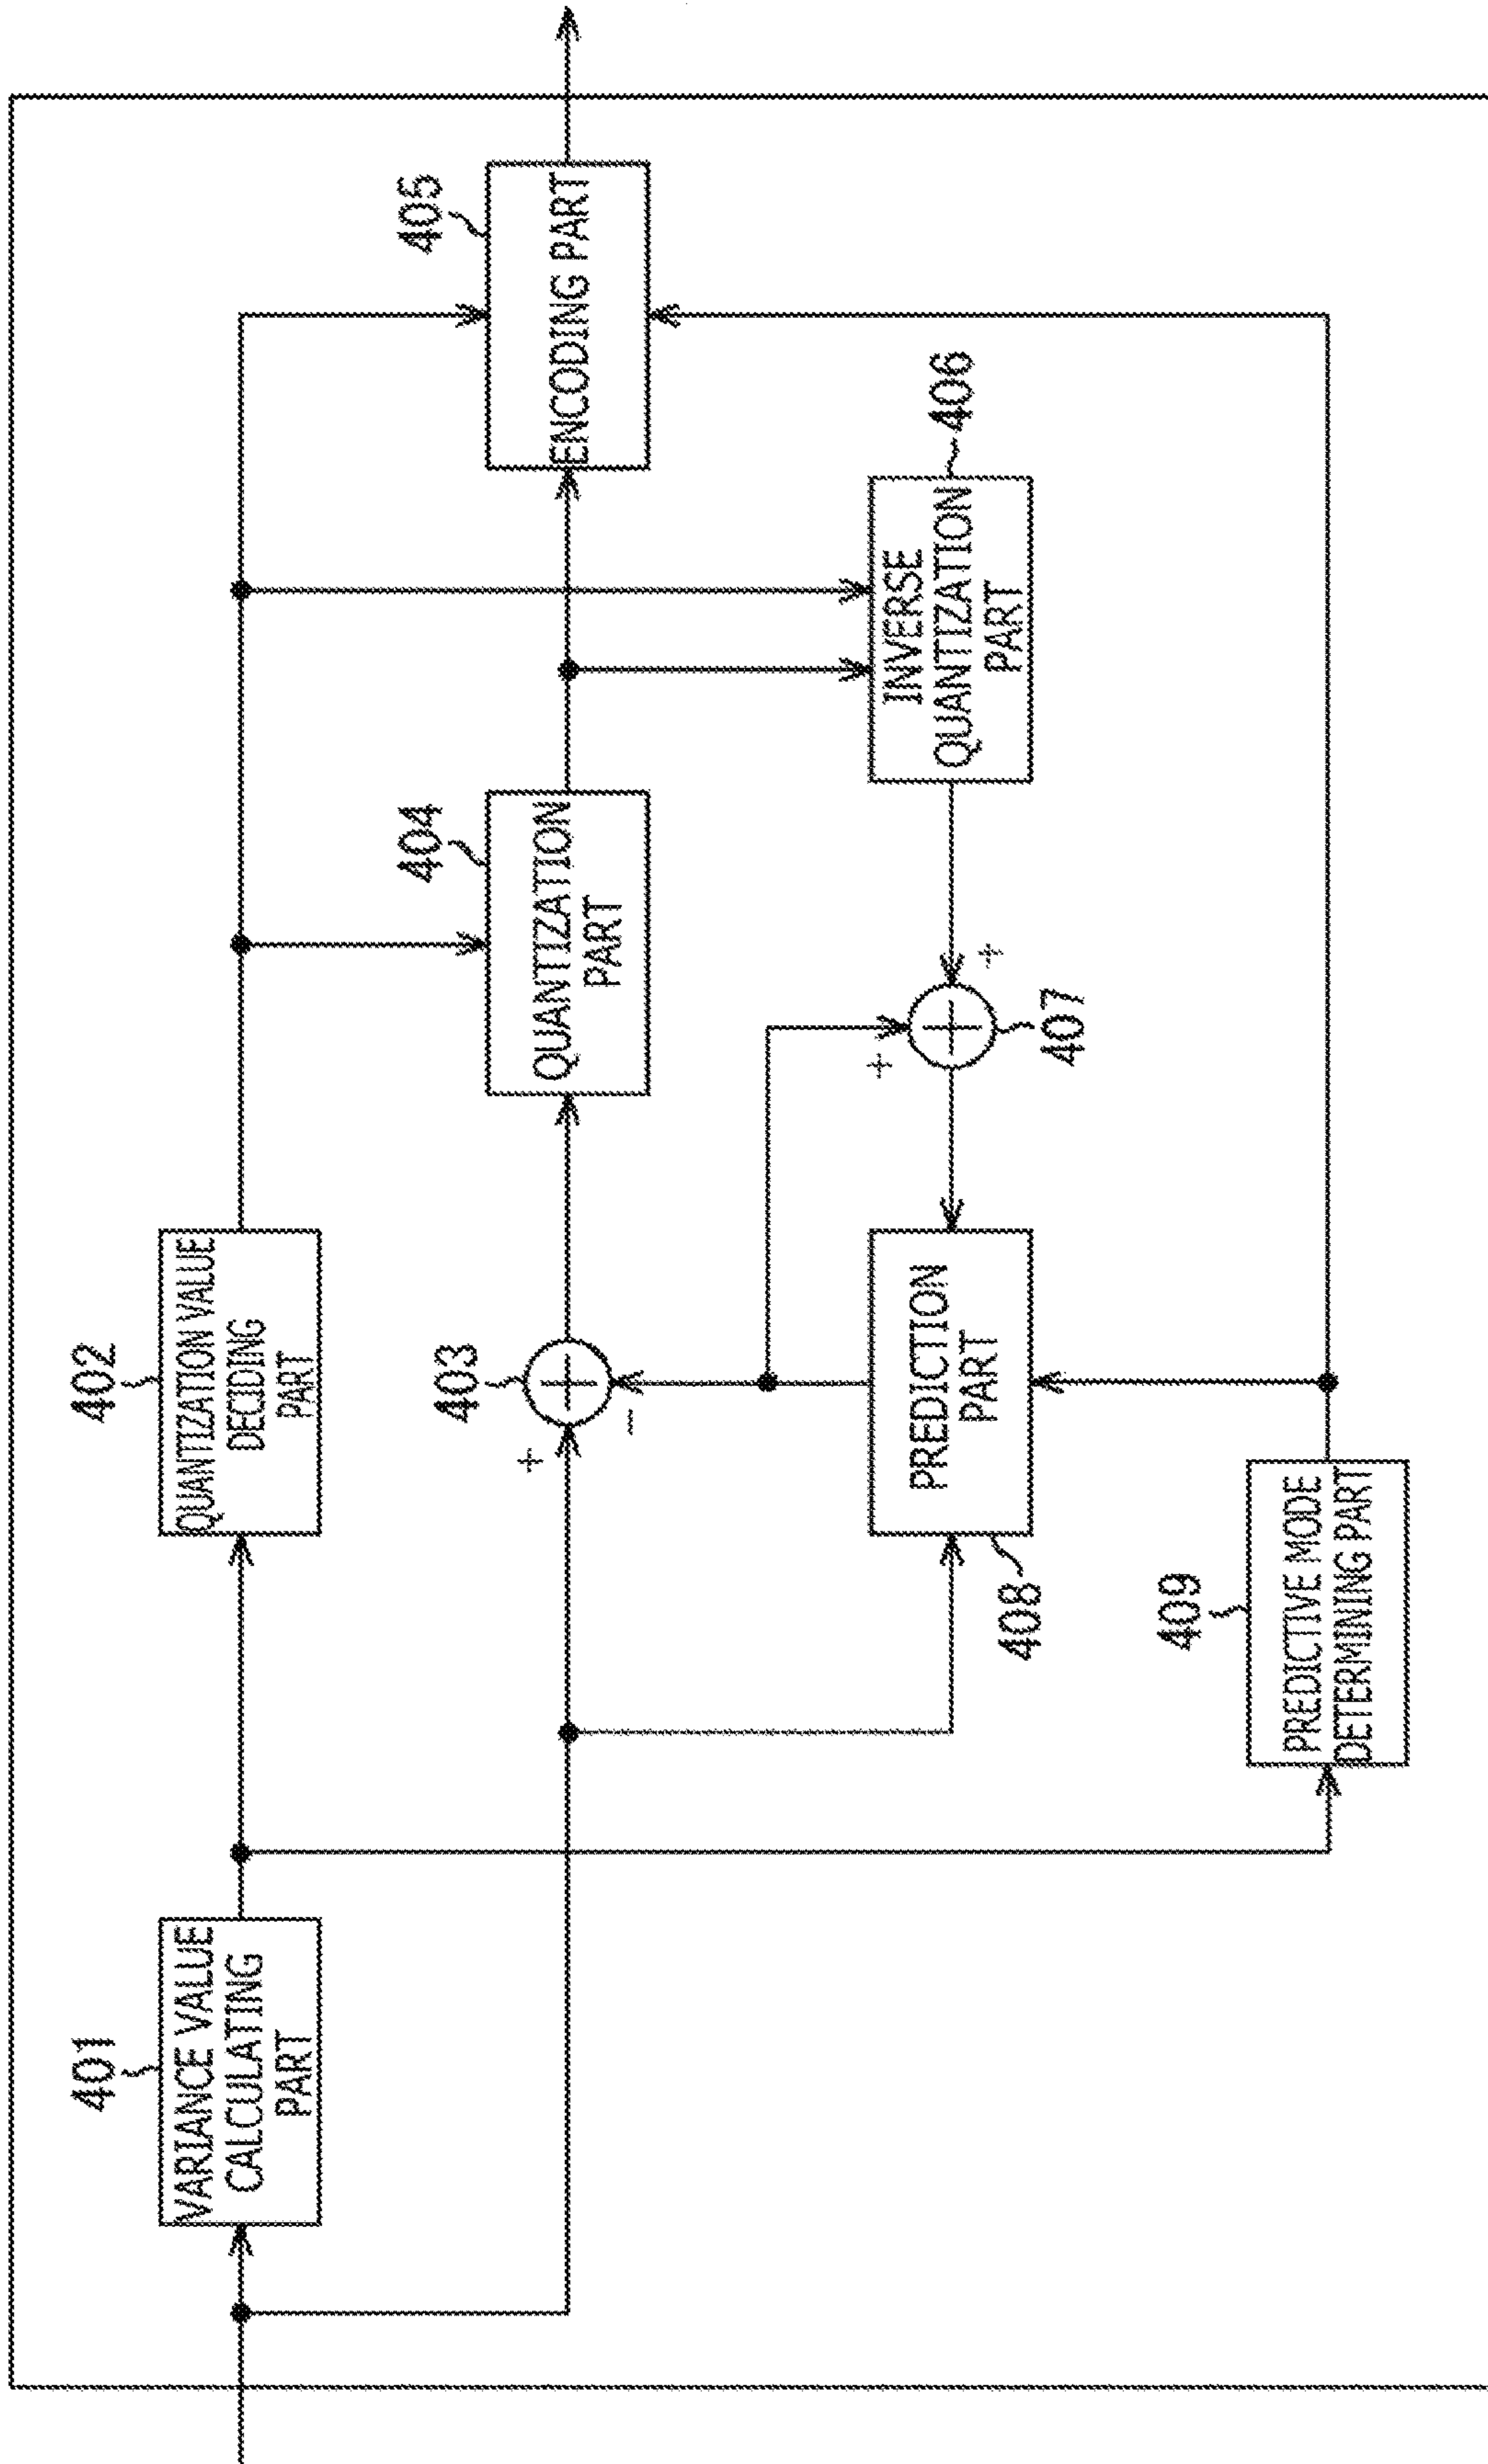 401
VARIANCE VALUE
CALCULATING
PART
402
QUANTIZATION VALUE
DECIDING
PART
403
+
−
404
QUANTIZATION
PART
405
ENCODING PART
406
INVERSE
QUANTIZATION
PART
407
+
+
408
PREDICTION
PART
409
PREDICTIVE MODE
DETERMINING PART